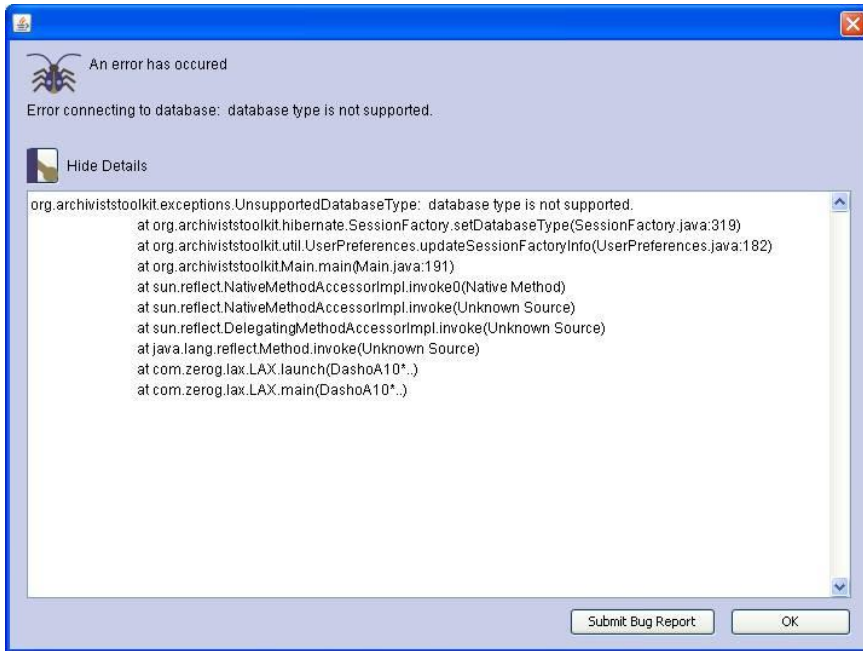 An error has occured
Error connecting to database: database type is not supported.
Hide Details
org.archiviststoolkit.exceptions.UnsupportedDatabaseType: database type is not supported.
at org.archiviststoolkit.hibernate.SessionFactory.setDatabaseType(SessionFactory.java:319)
at org.archiviststoolkit.util.UserPreferences.updateSessionFactoryInfo(UserPreferences.java:182)
at org.archiviststoolkit.Main.main(Main.java:191)
at sun.reflect.NativeMethodAccessorImpl.invoke0(Native Method)
at sun.reflect.NativeMethodAccessorImpl.invoke(Unknown Source)
at sun.reflect.DelegatingMethodAccessorImpl.invoke(Unknown Source)
at java.lang.reflect.Method.invoke(Unknown Source)
at com.zerog.lax.LAX.launch(DashoA10*..)
at com.zerog.lax.LAX.main(DashoA10*..)
Submit Bug Report
OK